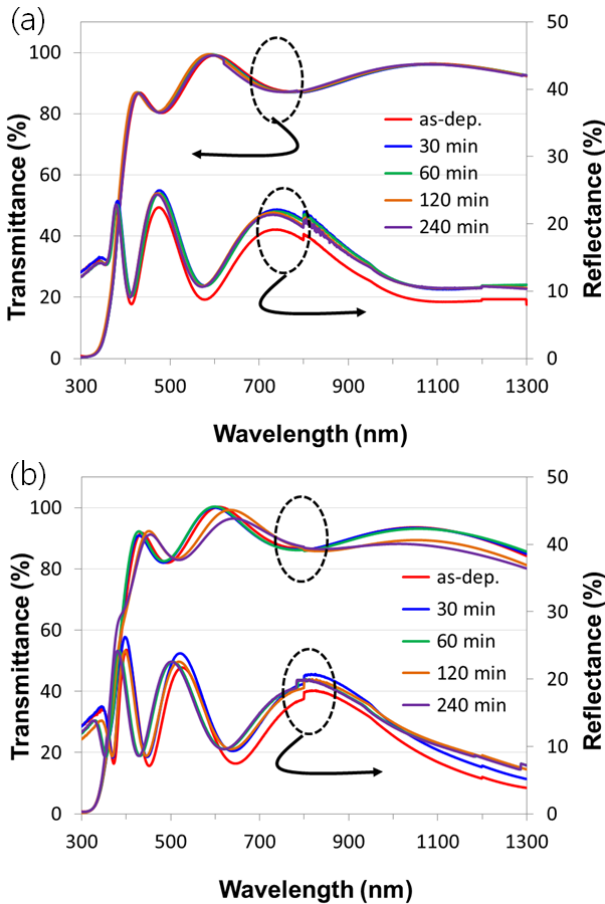 (a)
Transmittance (%)
100
80
60
40
20
0
50
40
30
20
10
0
Reflectance (%)
as-dep.
30 min
60 min
120 min
240 min
300 500 700 900 1100 1300
Wavelength (nm)
(b)
Transmittance (%)
100
80
60
40
20
0
50
40
30
20
10
0
Reflectance (%)
as-dep.
30 min
60 min
120 min
240 min
300 500 700 900 1100 1300
Wavelength (nm)